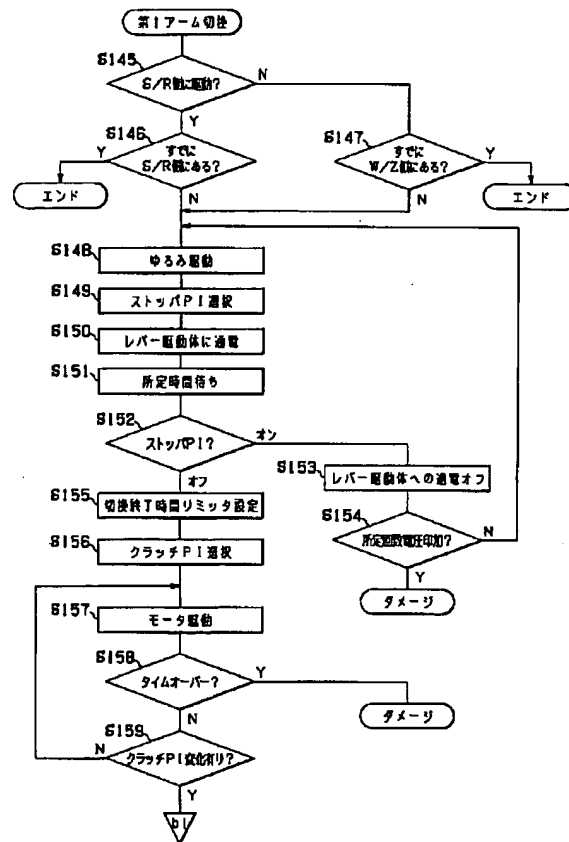 第1アーム切換
S145
S/R側に駆動?
N
Y
S146
すでに
S/R側にある?
Y
N
エンド
S147
すでに
W/Z側にある?
Y
N
エンド
S148
ゆるみ駆動
S149
ストッパPI選択
S150
レバー駆動体に通電
S151
所定時間待ち
S152
ストッパPI?
オン
オフ
S153
レバー駆動体への通電オフ
S154
所定回数電圧印加?
N
Y
ダメージ
S155
切換終了時間リミッタ設定
S156
クラッチPI選択
S157
モータ駆動
S158
タイムオーバー?
Y
N
ダメージ
S159
クラッチPI変化有り?
N
Y
b1